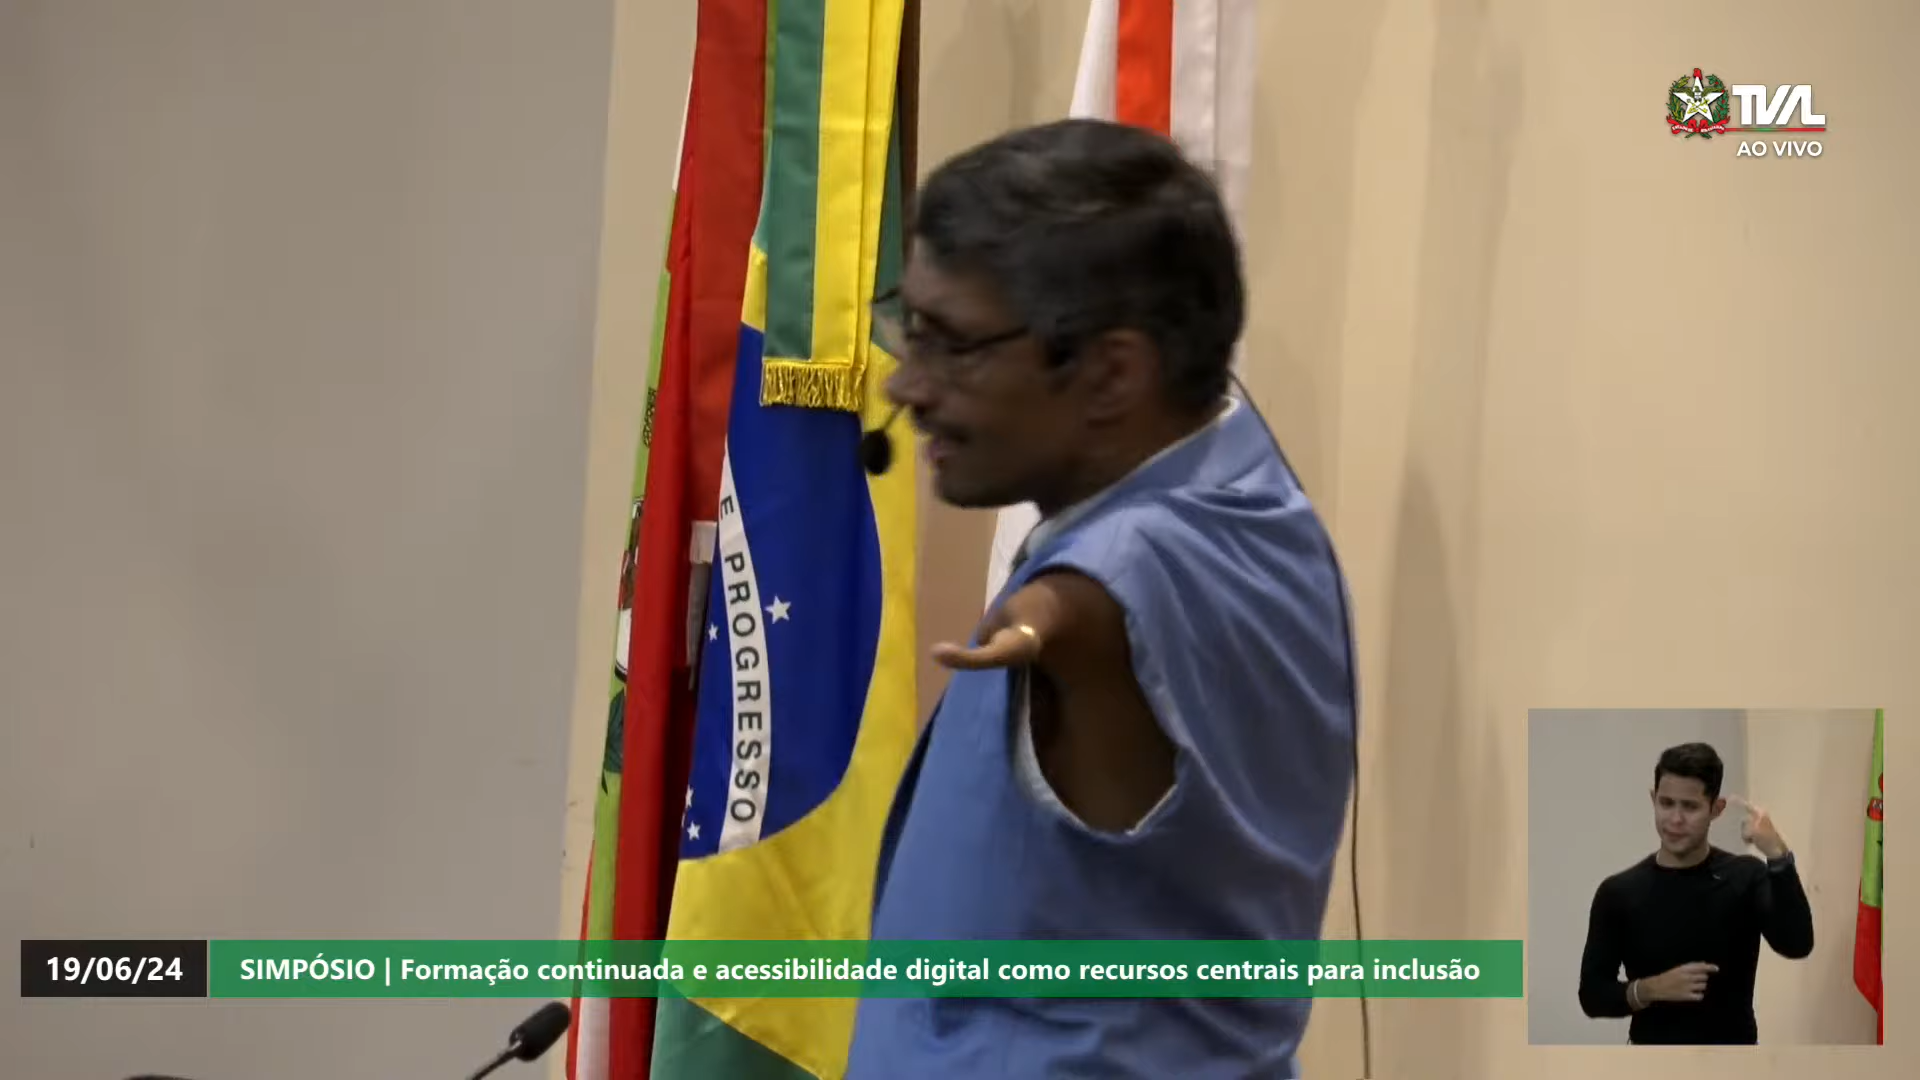 TVAL
AO VIVO
E PROGRESSO
19/06/24
SIMPÓSIO | Formação continuada e acessibilidade digital como recursos centrais para inclusão